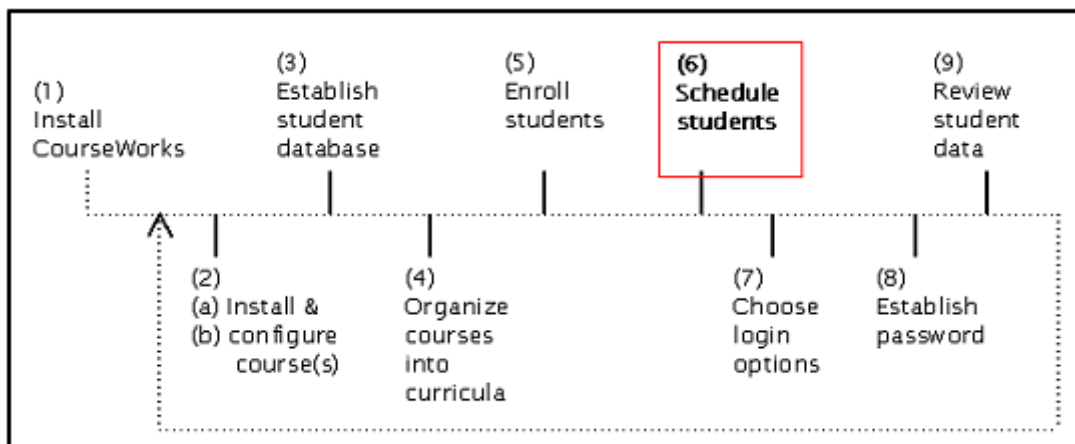 (1)
Install
CourseWorks
(2)
(a) Install &
(b) configure
course(s)
(3)
Establish
student
database
(4)
Organize
courses
into
curricula
(5)
Enroll
students
(6)
Schedule
students
(7)
Choose
login
options
(8)
Establish
password
(9)
Review
student
data